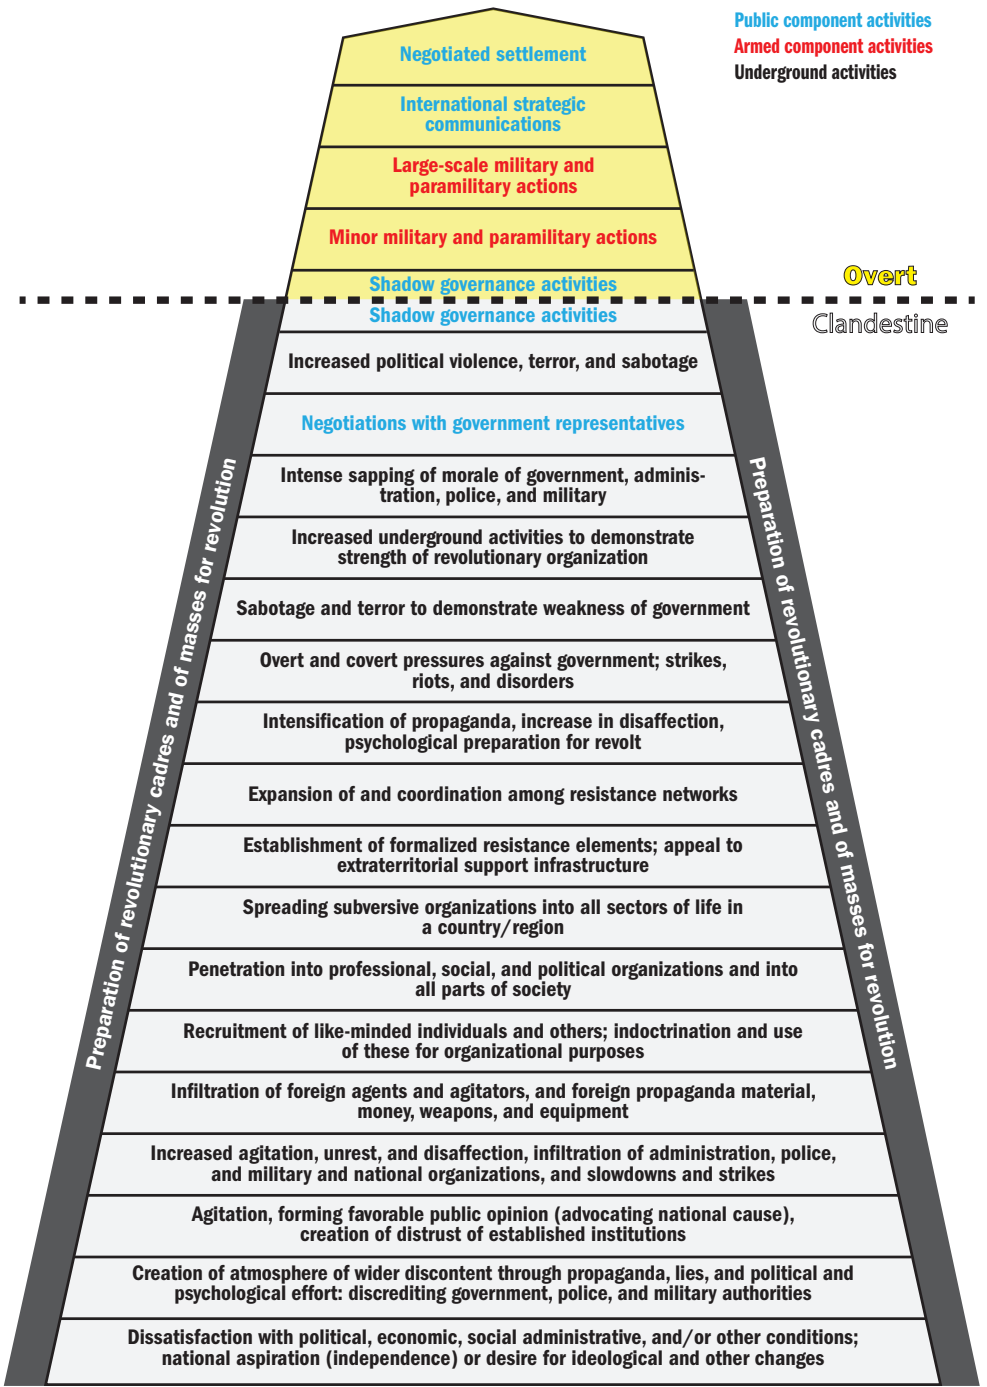 Public component activities
Armed component activities
Underground activities
Negotiated settlement
International strategic
communications
Large-scale military and
paramilitary actions
Minor military and paramilitary actions
Shadow governance activities
Overt
Clandestine
Shadow governance activities
Increased political violence, terror, and sabotage
Negotiations with government representatives
Intense sapping of morale of government, adminis-
tration, police, and military
Increased underground activities to demonstrate
strength of revolutionary organization
Sabotage and terror to demonstrate weakness of government
Overt and covert pressures against government; strikes,
riots, and disorders
Intensification of propaganda, increase in disaffection,
psychological preparation for revolt
Expansion of and coordination among resistance networks
Establishment of formalized resistance elements; appeal to
extraterritorial support infrastructure
Spreading subversive organizations into all sectors of life in
a country/region
Penetration into professional, social, and political organizations and into
all parts of society
Recruitment of like-minded individuals and others; indoctrination and use
of these for organizational purposes
Infiltration of foreign agents and agitators, and foreign propaganda material,
money, weapons, and equipment
Increased agitation, unrest, and disaffection, infiltration of administration, police,
and military and national organizations, and slowdowns and strikes
Agitation, forming favorable public opinion (advocating national cause),
creation of distrust of established institutions
Creation of atmosphere of wider discontent through propaganda, lies, and political and
psychological effort: discrediting government, police, and military authorities
Dissatisfaction with political, economic, social administrative, and/or other conditions;
national aspiration (independence) or desire for ideological and other changes
Preparation of revolutionary cadres and of masses for revolution
Preparation of revolutionary cadres and of masses for revolution